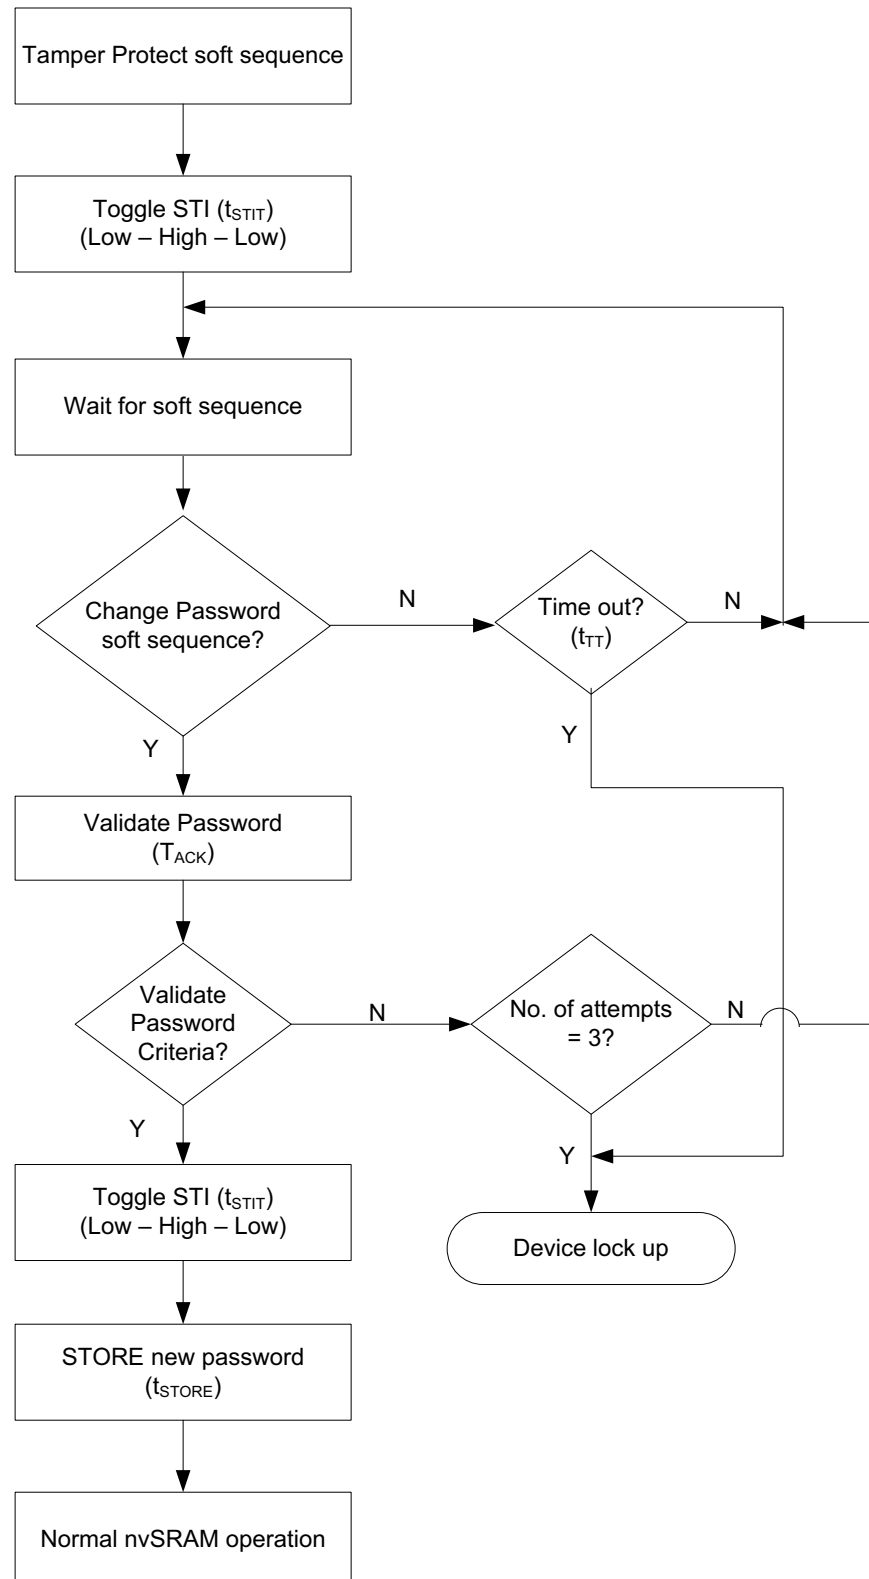 Tamper Protect soft sequence
Toggle STI (tSTIT)
(Low – High – Low)
Wait for soft sequence
Change Password
soft sequence?
N
Time out?
(tTT)
N
Y
Y
Validate Password
(TACK)
Validate
Password
Criteria?
N
No. of attempts
= 3?
N
Y
Y
Toggle STI (tSTIT)
(Low – High – Low)
Device lock up
STORE new password
(tSTORE)
Normal nvSRAM operation